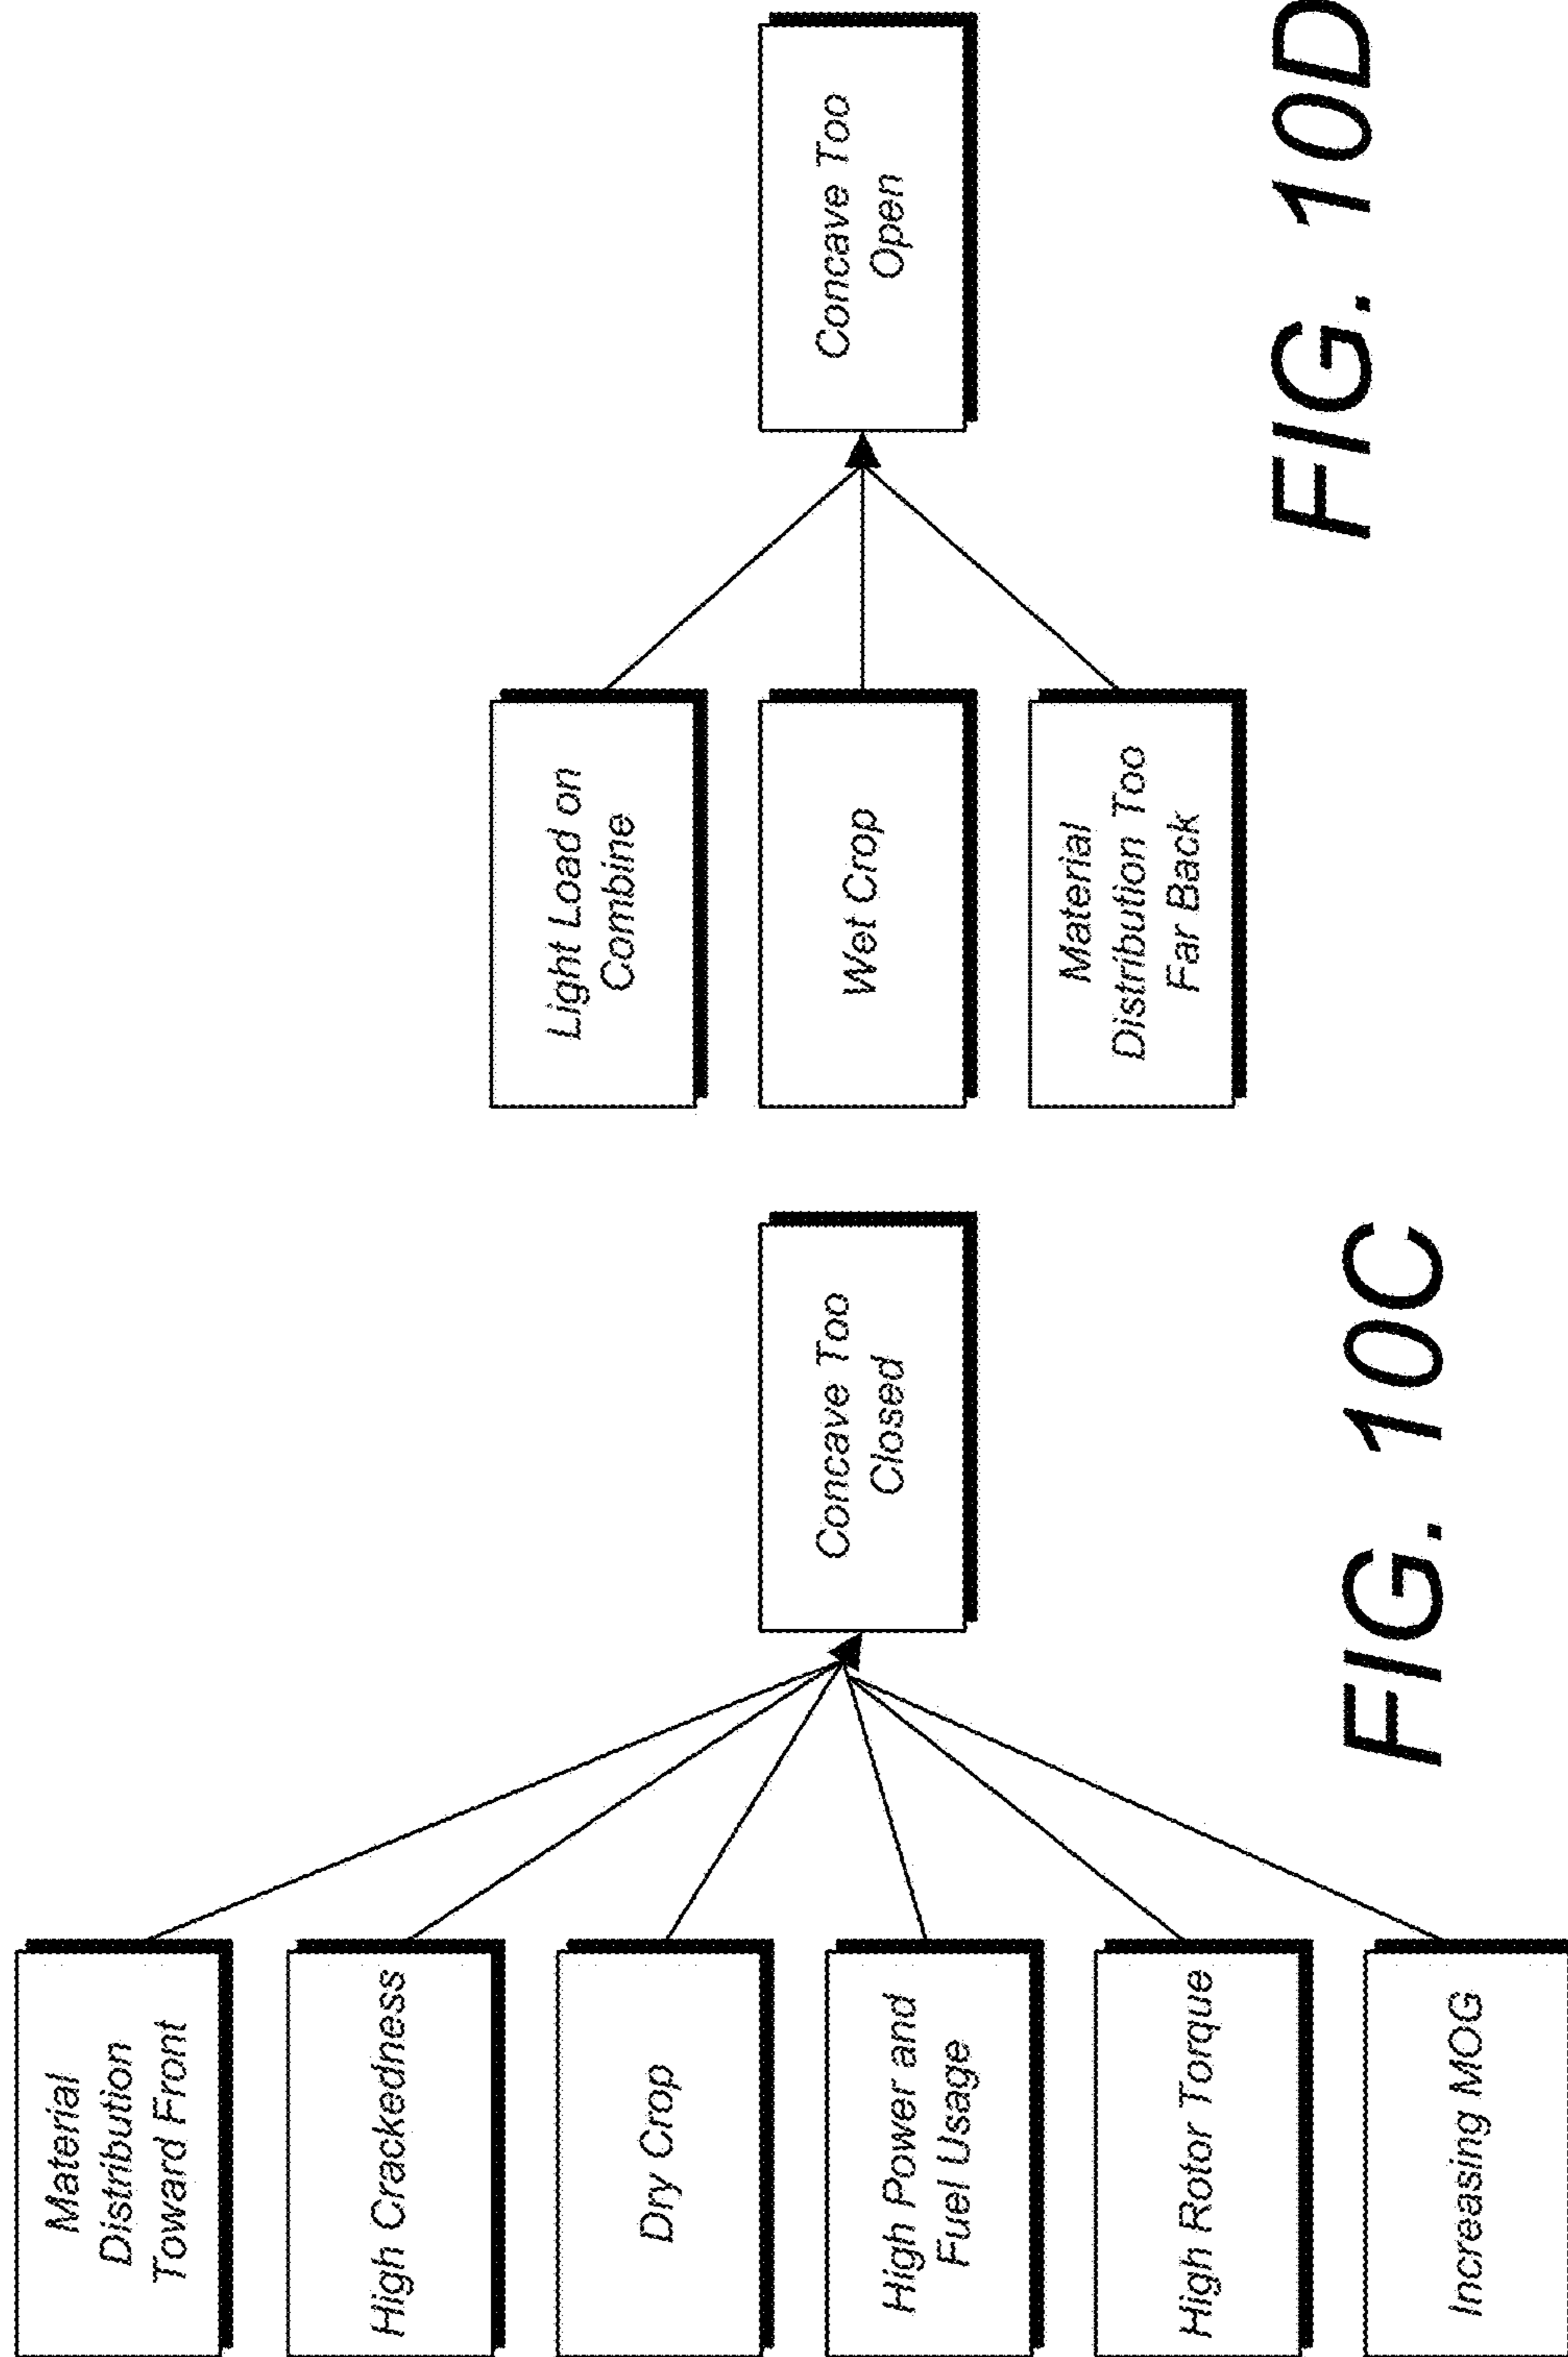 Material
Distribution
Toward Front
High Crackedness
Dry Crop
High Power and
Fuel Usage
High Rotor Torque
Increasing MOG
Concave Too
Closed
FIG. 10C
Light Load on
Combine
Wet Crop
Material
Distribution Too
Far Back
Concave Too
Open
FIG. 10D